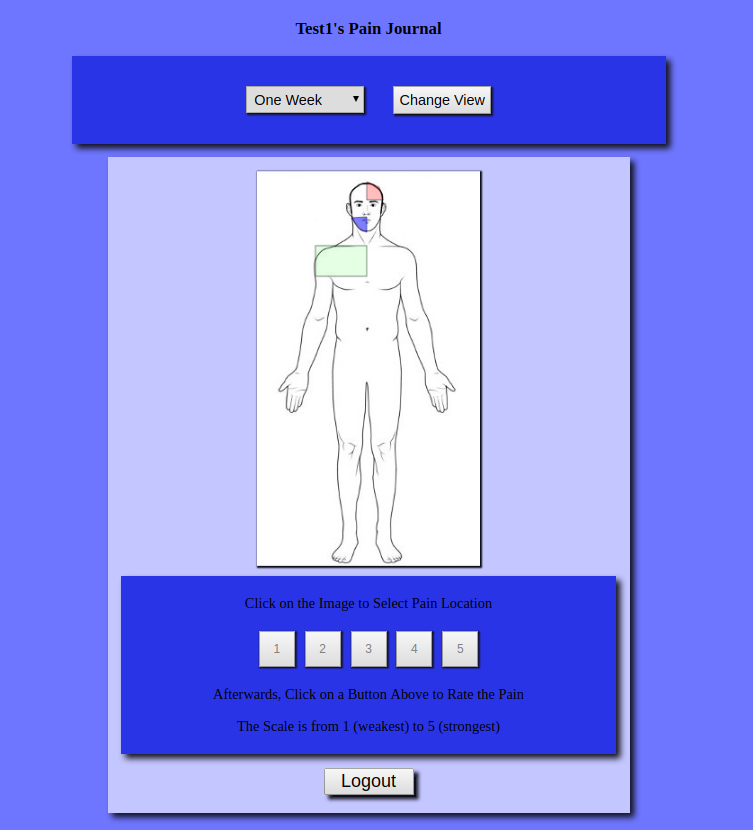 Test1's Pain Journal
One Week
Change View
Click on the Image to Select Pain Location
1 2 3 4 5
Afterwards, Click on a Button Above to Rate the Pain
The Scale is from 1 (weakest) to 5 (strongest)
Logout